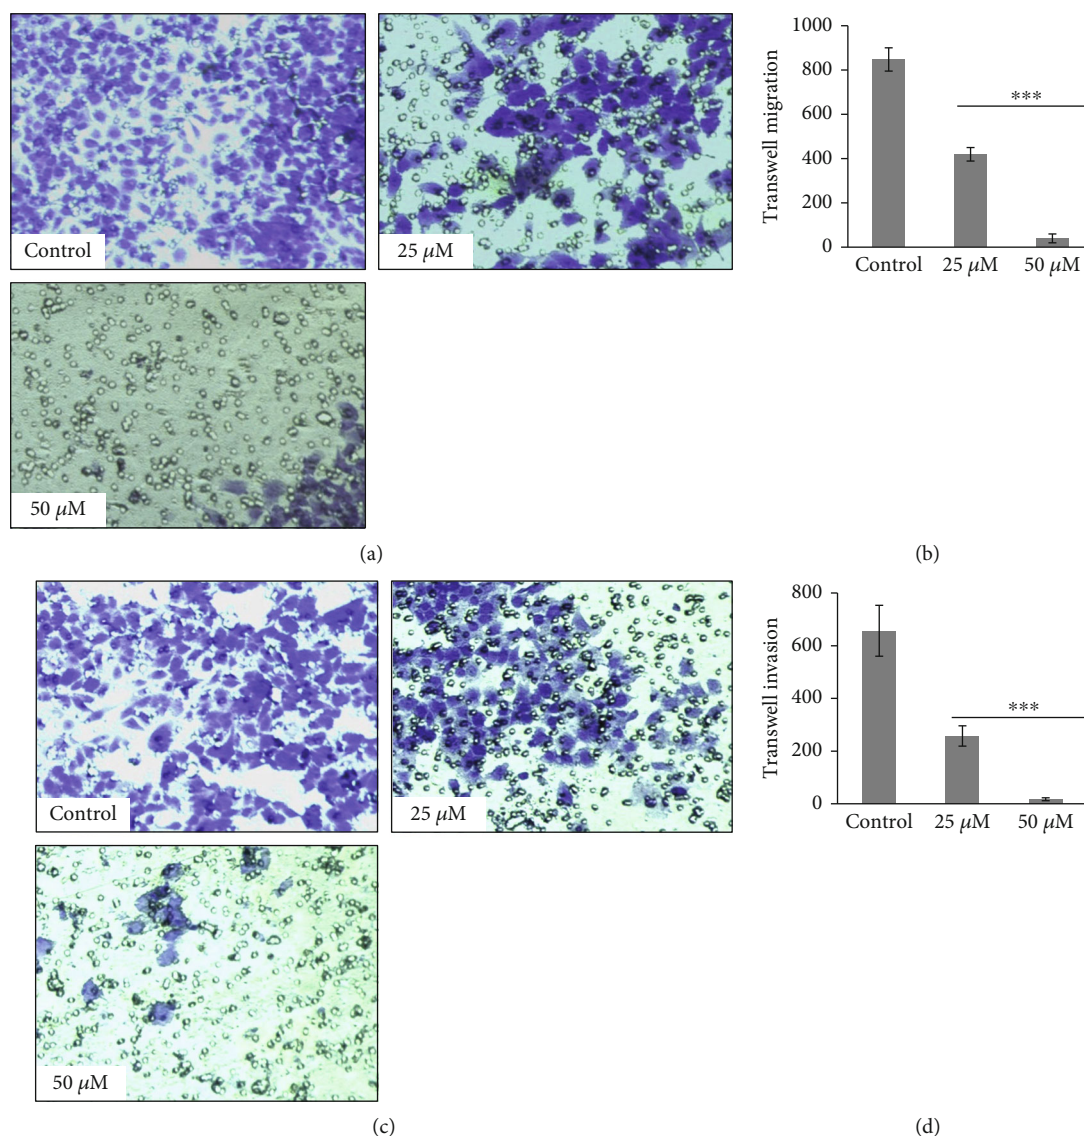 Control
25 μM
50 μM
(a)
Transwell migration
1000
800
600
400
200
0
***
Control 25 μM 50 μM
(b)
Control
25 μM
50 μM
(c)
Transwell invasion
800
600
400
200
0
***
Control 25 μM 50 μM
(d)